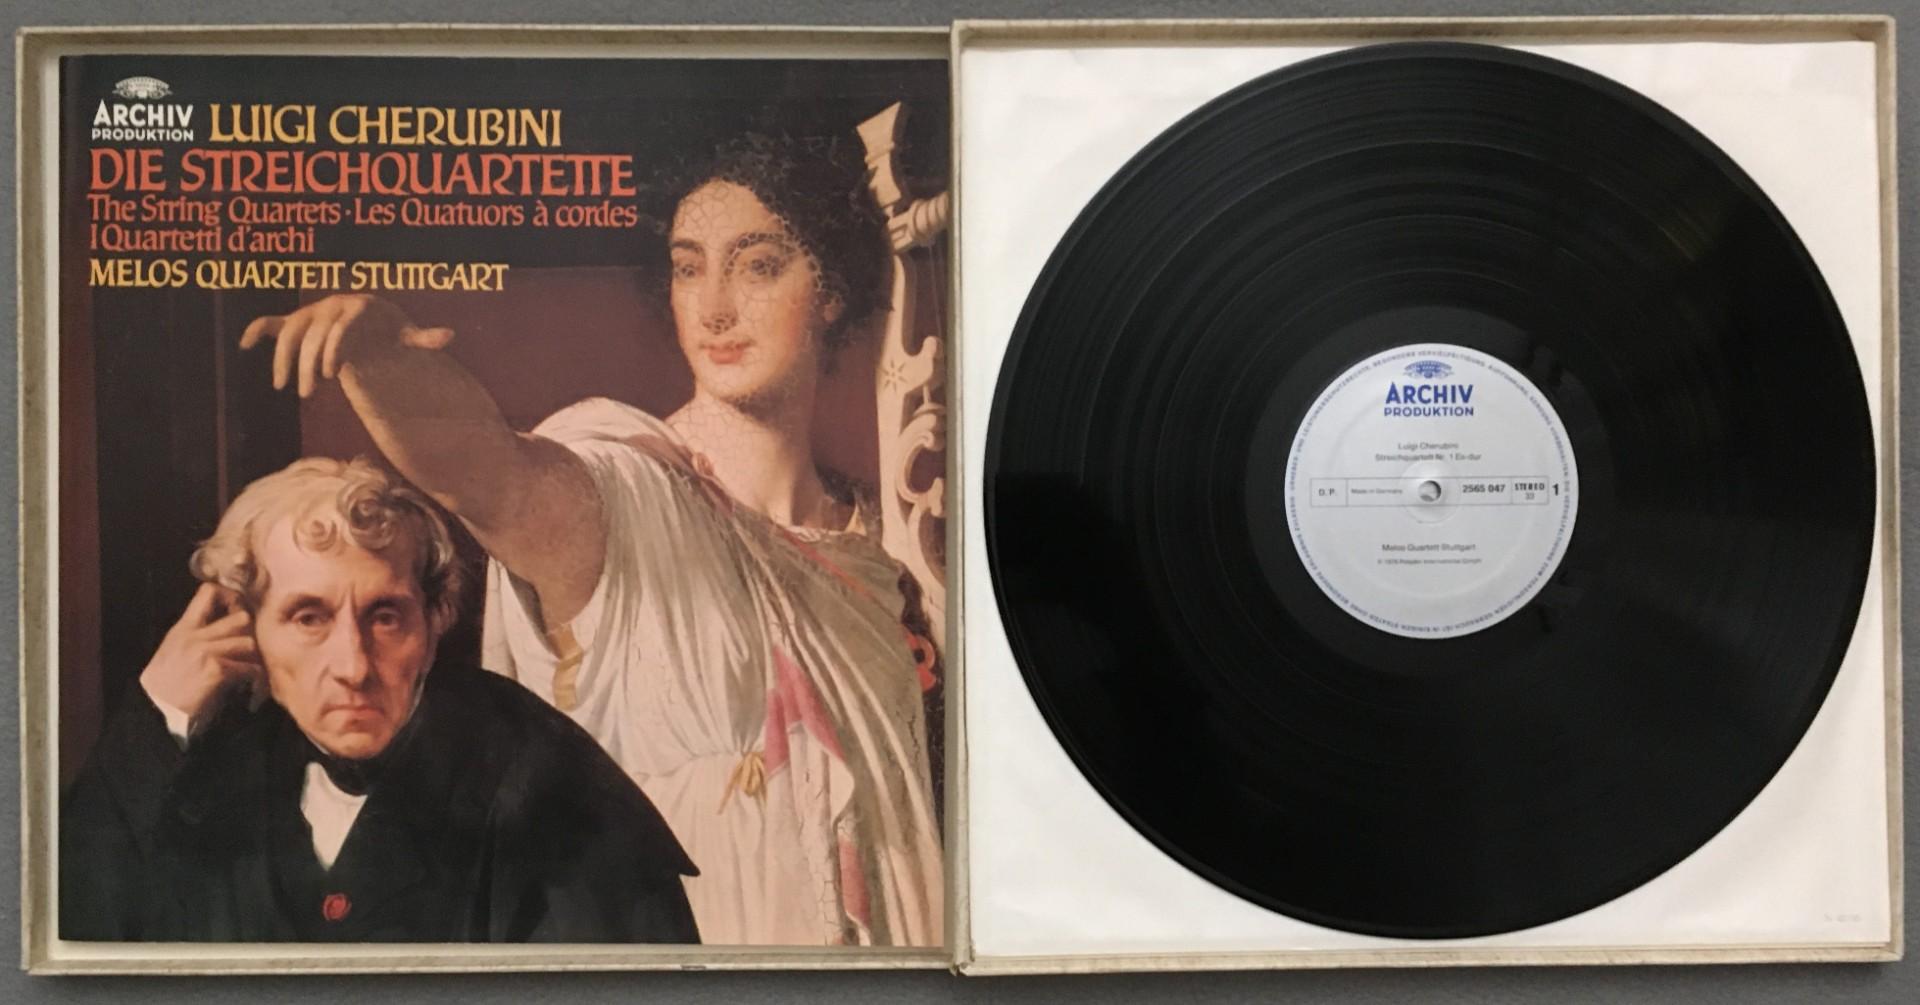 ARCHIV
PRODUKTION
LUIGI CHERUBINI
DIE STREICHQUARTETTE
The String Quartets · Les Quatuors à cordes
I Quartetti d'archi
MELOS QUARTETT STUTTGART
ARCHIV
PRODUKTION
Luigi Cherubini
Streichquartett Nr. 1 Es-dur
D. P.
Made in Germany
2565 047
STEREO
33
1
Melos Quartett Stuttgart